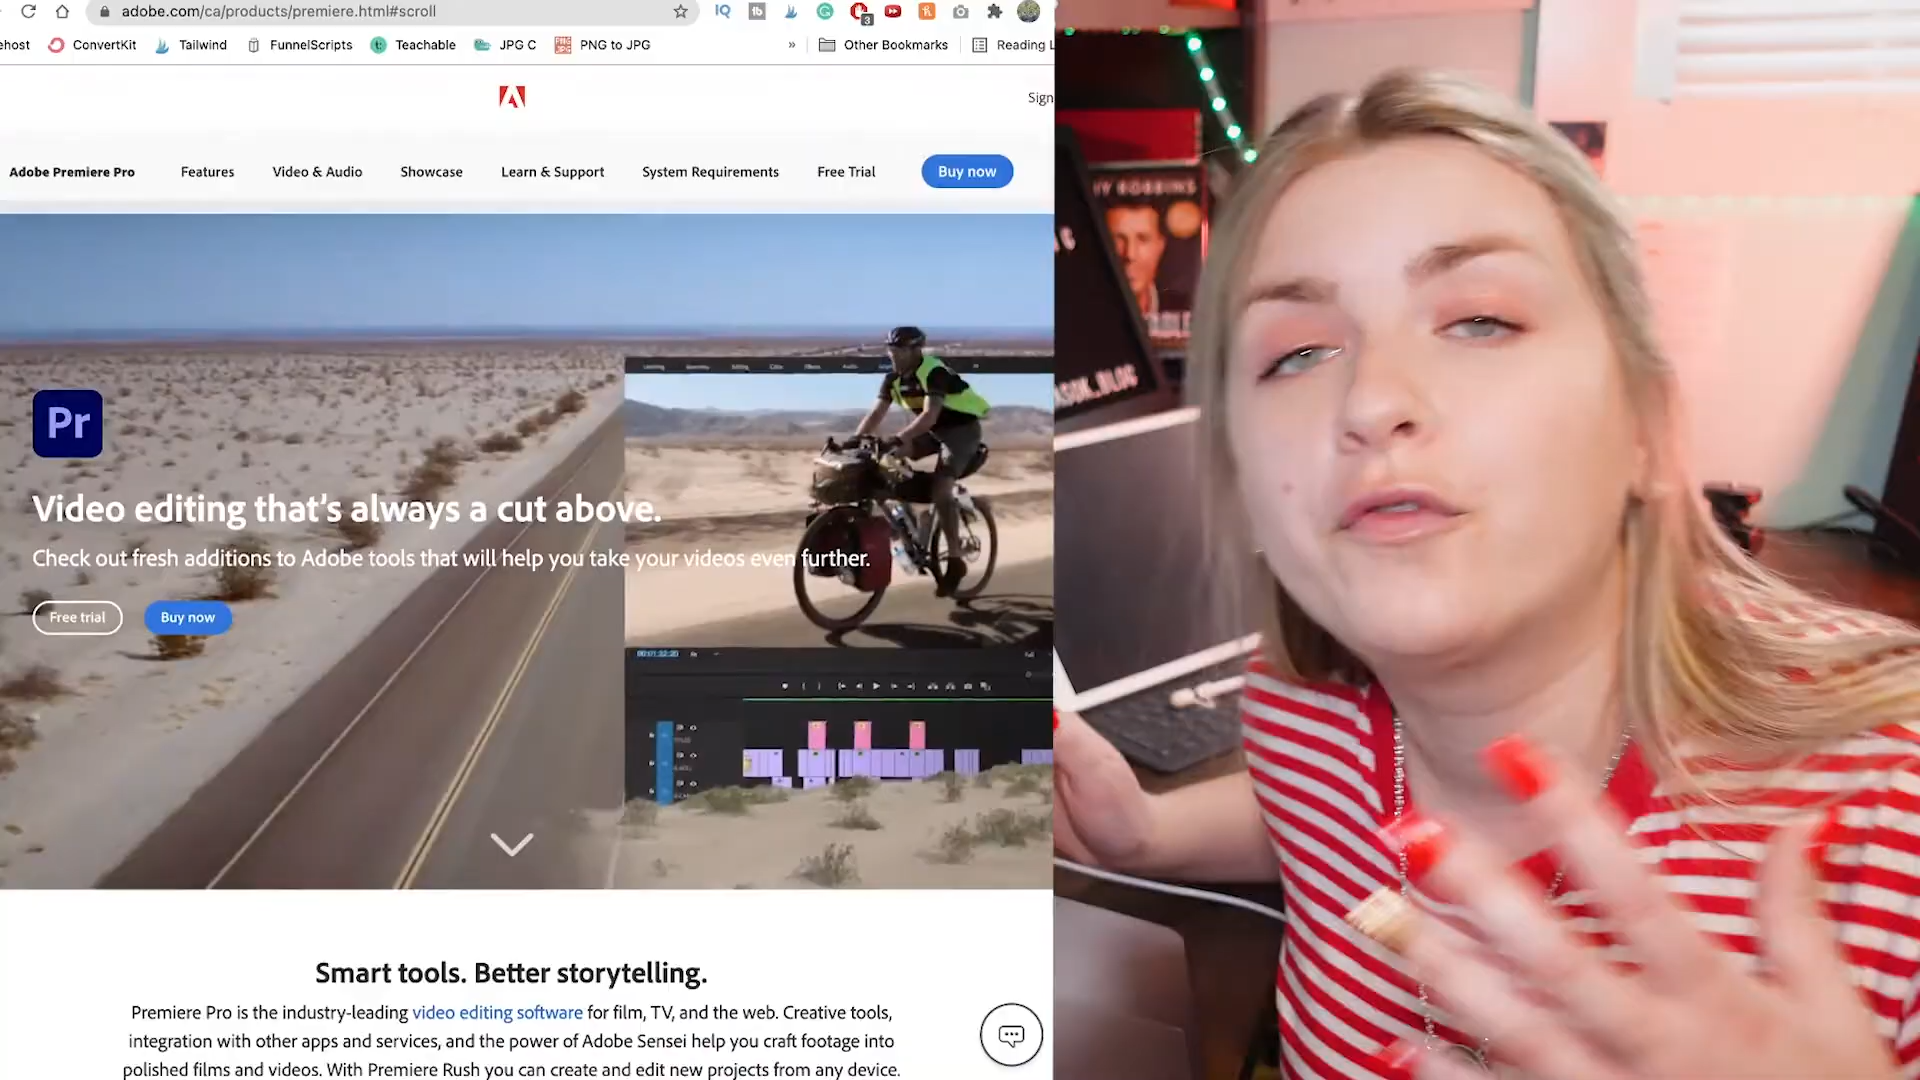 adobe.com/ca/products/premiere.html#scroll
IQ
tb
3
ehost ConvertKit Tailwind FunnelScripts Teachable JPG C PNG to JPG » Other Bookmarks Reading L
Sign
Adobe Premiere Pro Features Video & Audio Showcase Learn & Support System Requirements Free Trial Buy now
Pr
Video editing that's always a cut above.
Check out fresh additions to Adobe tools that will help you take your videos even further.
Free trial Buy now
Smart tools. Better storytelling.
Premiere Pro is the industry-leading video editing software for film, TV, and the web. Creative tools,
integration with other apps and services, and the power of Adobe Sensei help you craft footage into
polished films and videos. With Premiere Rush you can create and edit new projects from any device.
Y ROBBINS